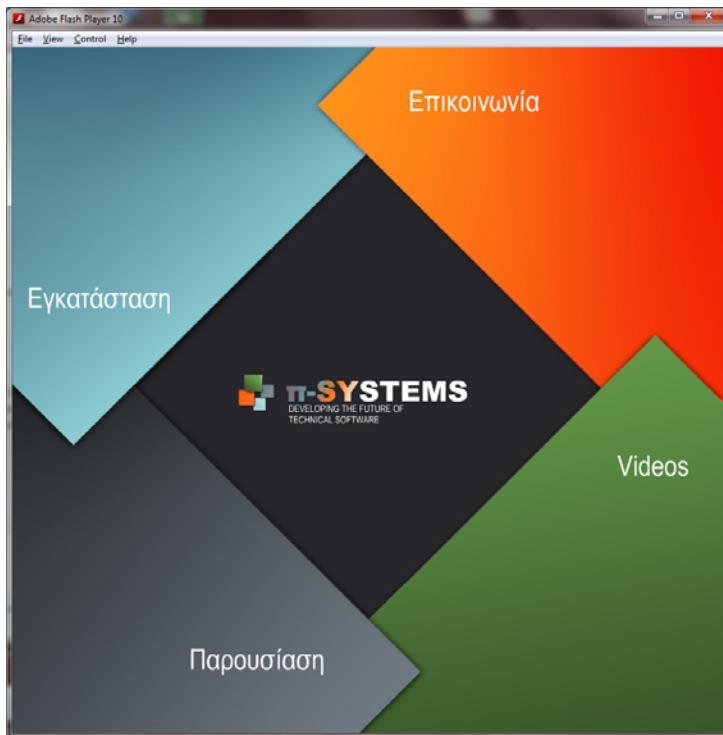 Adobe Flash Player 10
File View Control Help
Επικοινωνία
Εγκατάσταση
π-SYSTEMS
DEVELOPING THE FUTURE OF
TECHNICAL SOFTWARE
Videos
Παρουσίαση